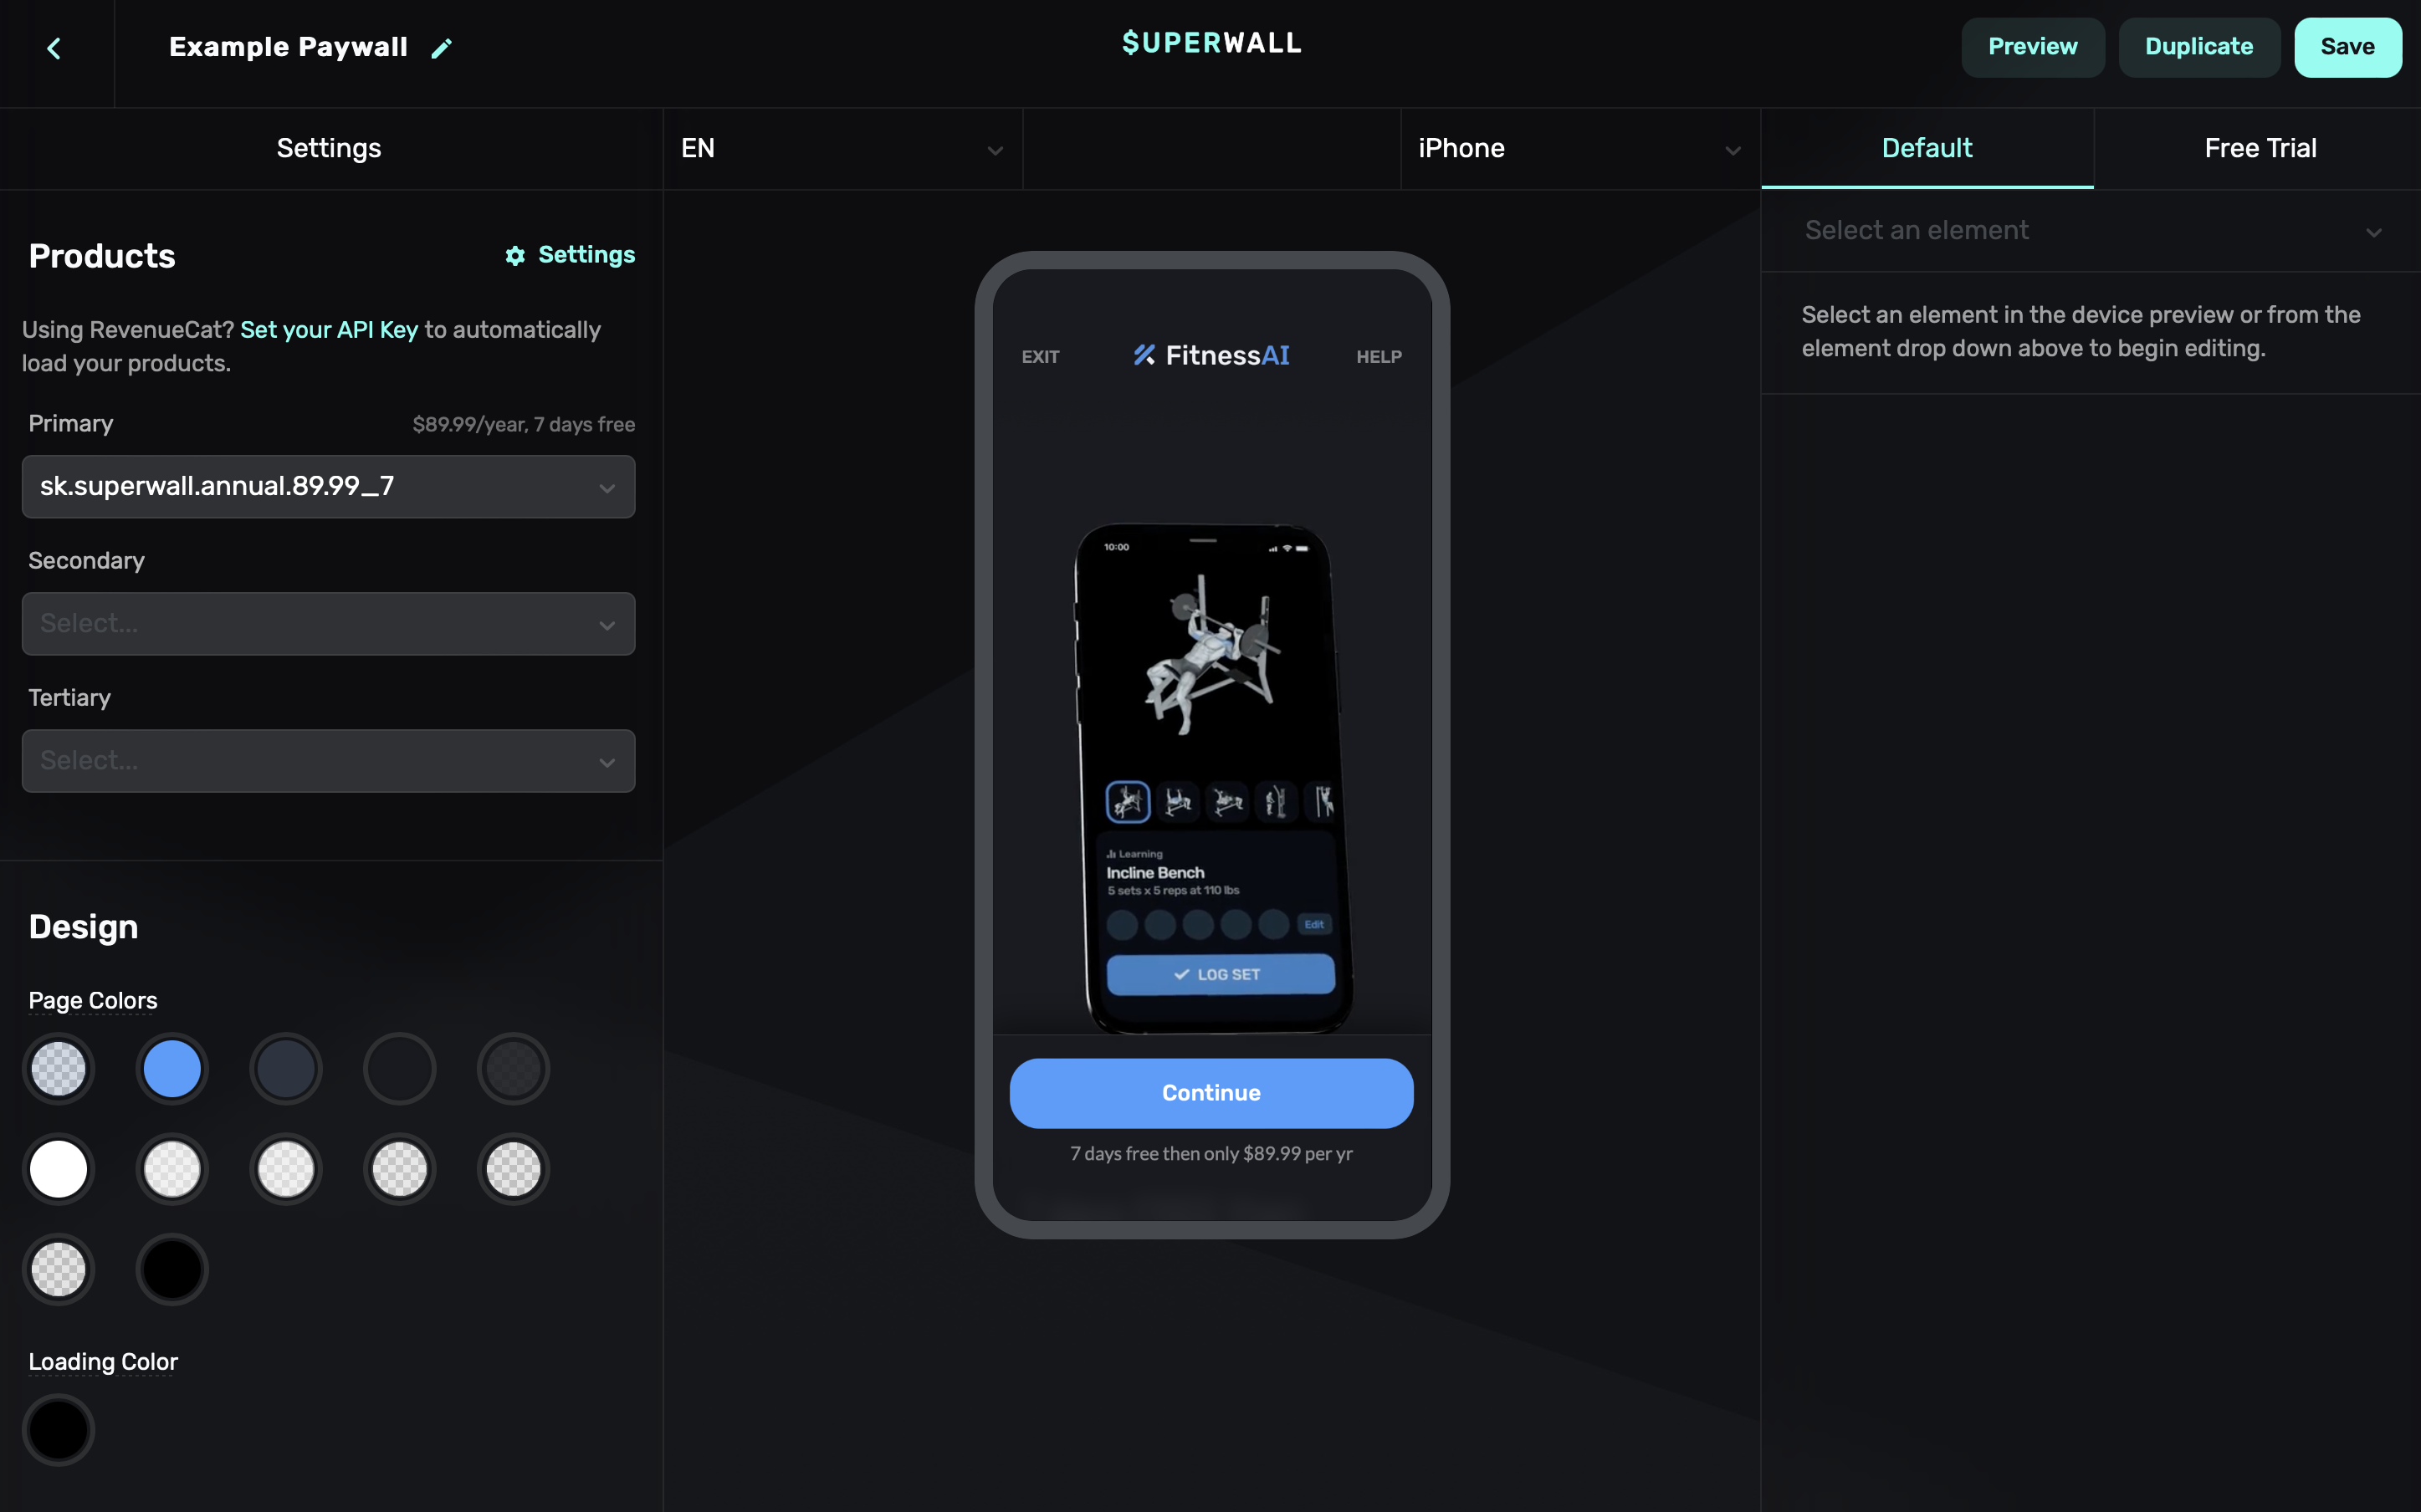 Example Paywall
$UPERWALL
Preview
Duplicate
Save
Settings
EN
iPhone
Default
Free Trial
Products
Settings
Using RevenueCat? Set your API Key to automatically
load your products.
Primary
$89.99/year, 7 days free
sk.superwall.annual.89.99_7
Secondary
Select...
Tertiary
Select...
Design
Page Colors
Loading Color
EXIT
FitnessAI
HELP
10:00
Learning
Incline Bench
5 sets x 5 reps at 110 lbs
Edit
LOG SET
Continue
7 days free then only $89.99 per yr
Select an element
Select an element in the device preview or from the
element drop down above to begin editing.